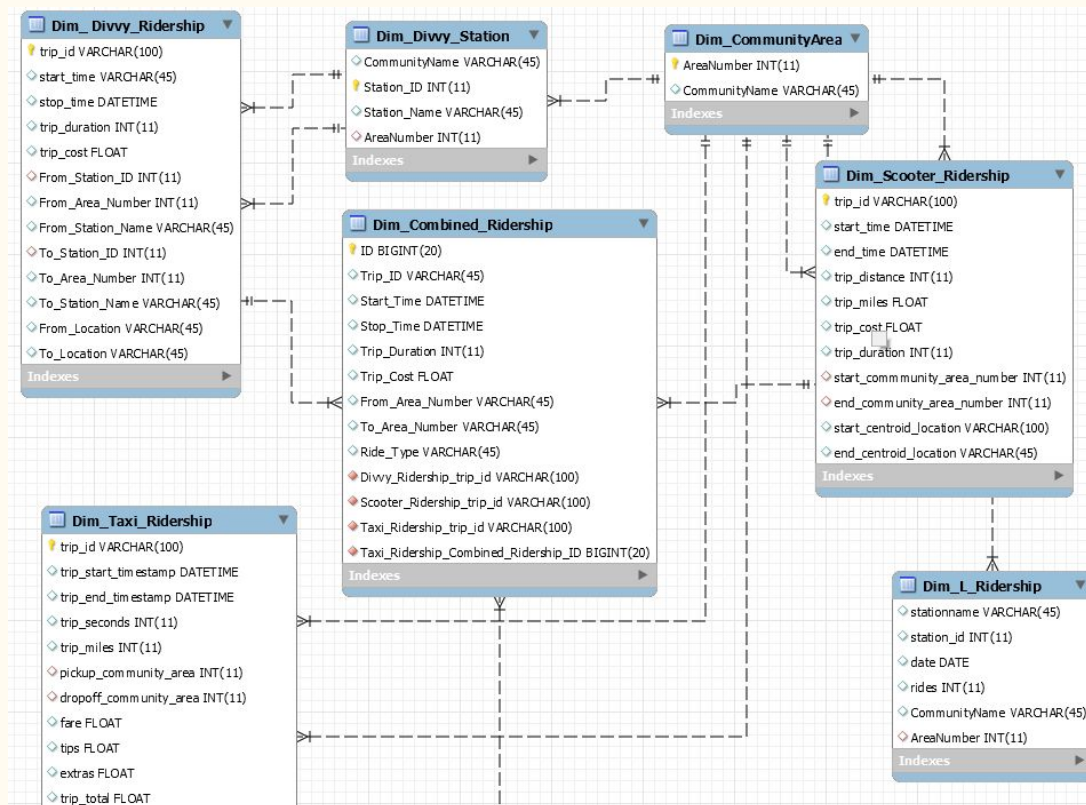 Dim_ Divvy_Ridership
trip_id VARCHAR(100)
start_time VARCHAR(45)
stop_time DATETIME
trip_duration INT(11)
trip_cost FLOAT
From_Station_ID INT(11)
From_Area_Number INT(11)
From_Station_Name VARCHAR(45)
To_Station_ID INT(11)
To_Area_Number INT(11)
To_Station_Name VARCHAR(45)
From_Location VARCHAR(45)
To_Location VARCHAR(45)
Indexes
Dim_Divvy_Station
CommunityName VARCHAR(45)
Station_ID INT(11)
Station_Name VARCHAR(45)
AreaNumber INT(11)
Indexes
Dim_CommunityArea
AreaNumber INT(11)
CommunityName VARCHAR(45)
Indexes
Dim_Scooter_Ridership
trip_id VARCHAR(100)
start_time DATETIME
end_time DATETIME
trip_distance INT(11)
trip_miles FLOAT
trip_cost FLOAT
trip_duration INT(11)
start_commmunity_area_number INT(11)
end_community_area_number INT(11)
start_centroid_location VARCHAR(100)
end_centroid_location VARCHAR(45)
Indexes
Dim_Combined_Ridership
ID BIGINT(20)
Trip_ID VARCHAR(45)
Start_Time DATETIME
Stop_Time DATETIME
Trip_Duration INT(11)
Trip_Cost FLOAT
From_Area_Number VARCHAR(45)
To_Area_Number VARCHAR(45)
Ride_Type VARCHAR(45)
Divvy_Ridership_trip_id VARCHAR(100)
Scooter_Ridership_trip_id VARCHAR(100)
Taxi_Ridership_trip_id VARCHAR(100)
Taxi_Ridership_Combined_Ridership_ID BIGINT(20)
Indexes
Dim_Taxi_Ridership
trip_id VARCHAR(100)
trip_start_timestamp DATETIME
trip_end_timestamp DATETIME
trip_seconds INT(11)
trip_miles INT(11)
pickup_community_area INT(11)
dropoff_community_area INT(11)
fare FLOAT
tips FLOAT
extras FLOAT
trip_total FLOAT
Dim_L_Ridership
stationname VARCHAR(45)
station_id INT(11)
date DATE
rides INT(11)
CommunityName VARCHAR(45)
AreaNumber INT(11)
Indexes